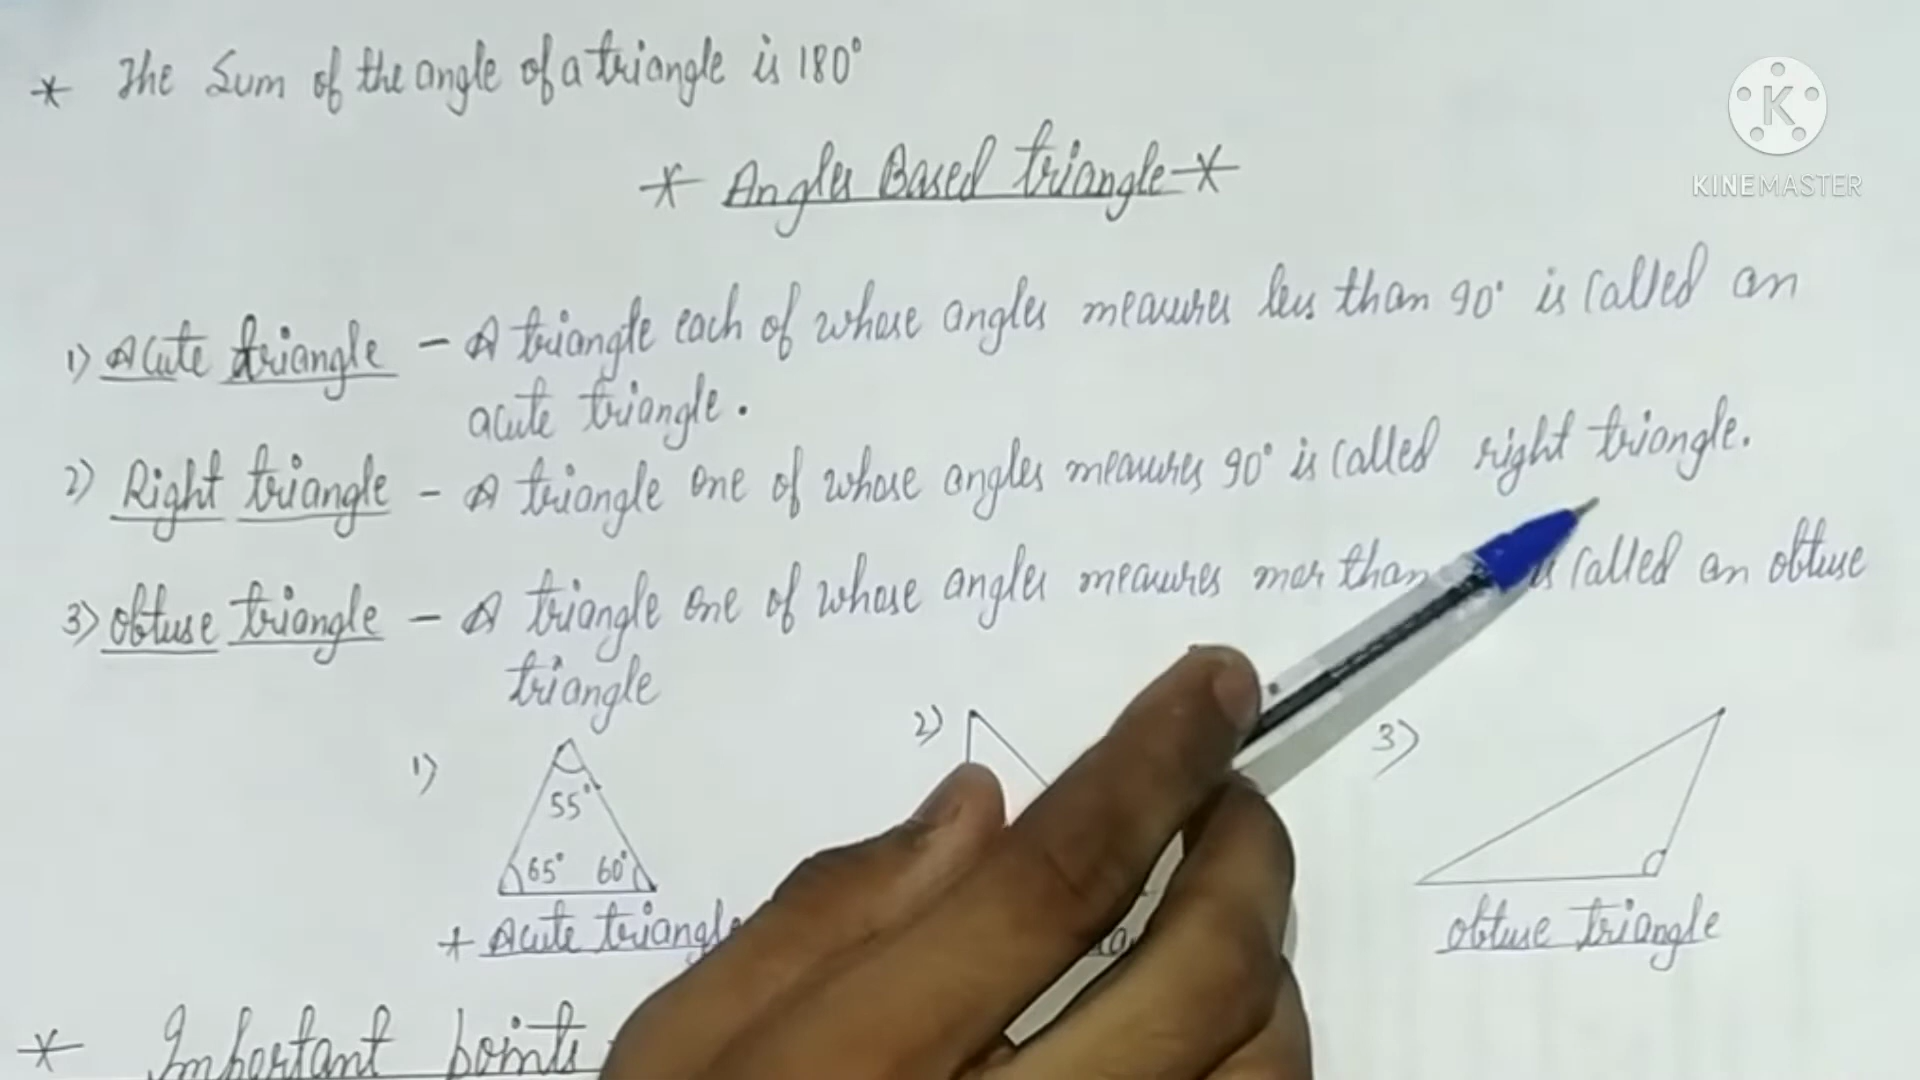 * The Sum of the angle of a triangle is 180°
K
KINEMASTER
* Angles Based triangle *
1) Acute triangle - A triangle each of whose angles measures less than 90° is called an
acute triangle.
2) Right triangle - A triangle one of whose angles measures 90° is called right triangle.
3) obtuse triangle - A triangle one of whose angles measures mor than called an obtuse
triangle
1)
55°
65° 60°
* Acute triangle
2)
3)
obtuse triangle
* Important points